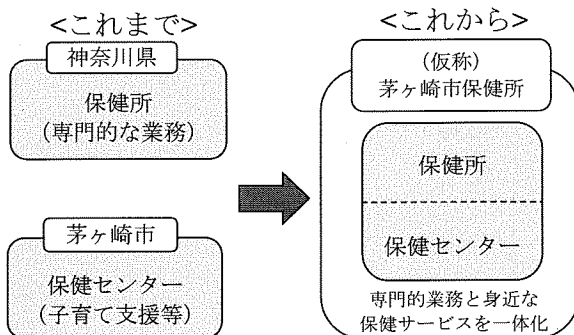 <これまで>
神奈川県
保健所
(専門的な業務)
茅ヶ崎市
保健センター
(子育て支援等)
<これから>
(仮称)
茅ヶ崎市保健所
保健所
保健センター
専門的業務と身近な
保健サービスを一体化